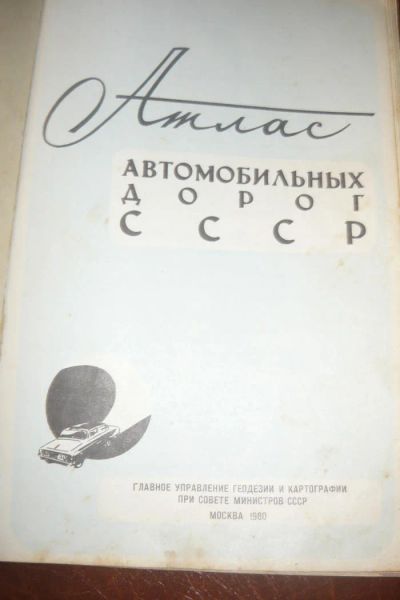 Атлас
АВТОМОБИЛЬНЫХ
ДОРОГ
СССР
ГЛАВНОЕ УПРАВЛЕНИЕ ГЕОДЕЗИИ И КАРТОГРАФИИ
ПРИ СОВЕТЕ МИНИСТРОВ СССР
МОСКВА 1980